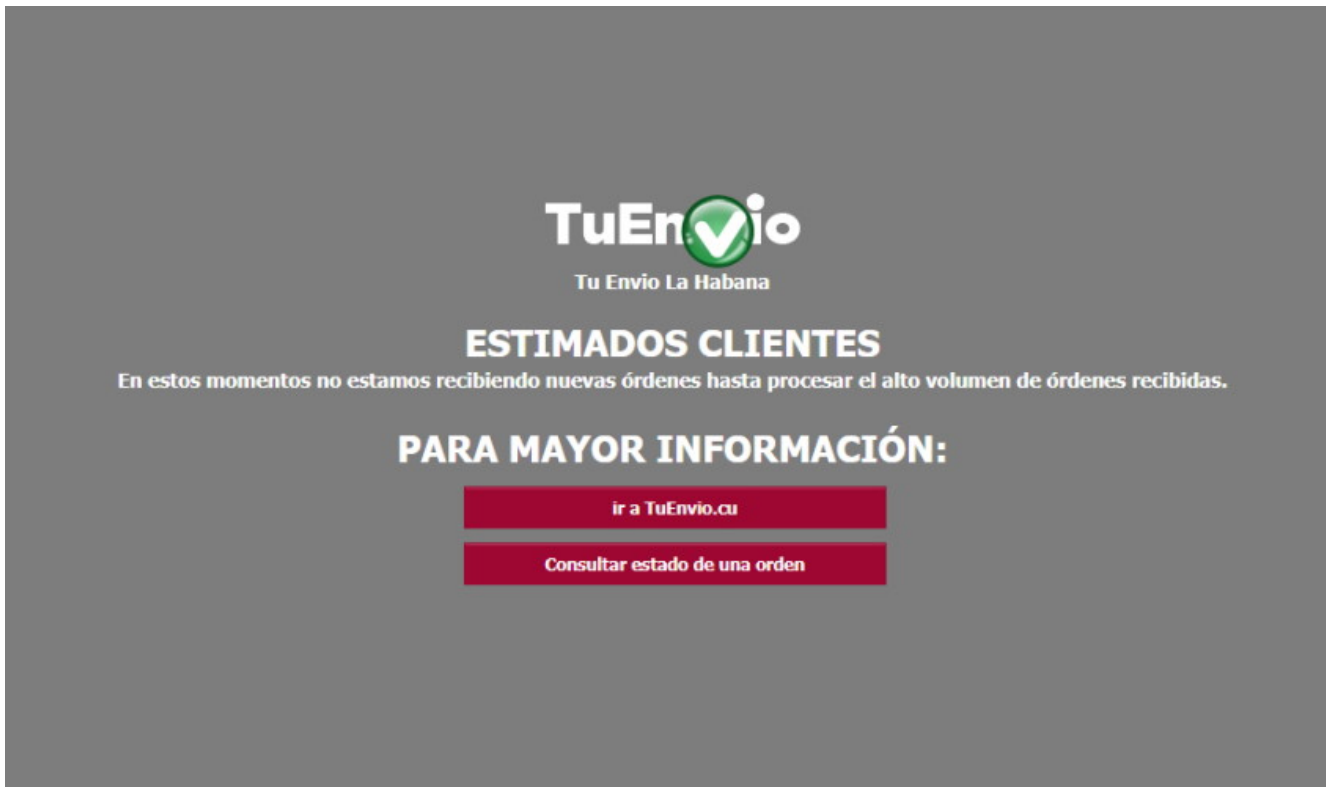 TuEnvio
Tu Envio La Habana
ESTIMADOS CLIENTES
En estos momentos no estamos recibiendo nuevas órdenes hasta procesar el alto volumen de órdenes recibidas.
PARA MAYOR INFORMACIÓN:
ir a TuEnvio.cu
Consultar estado de una orden